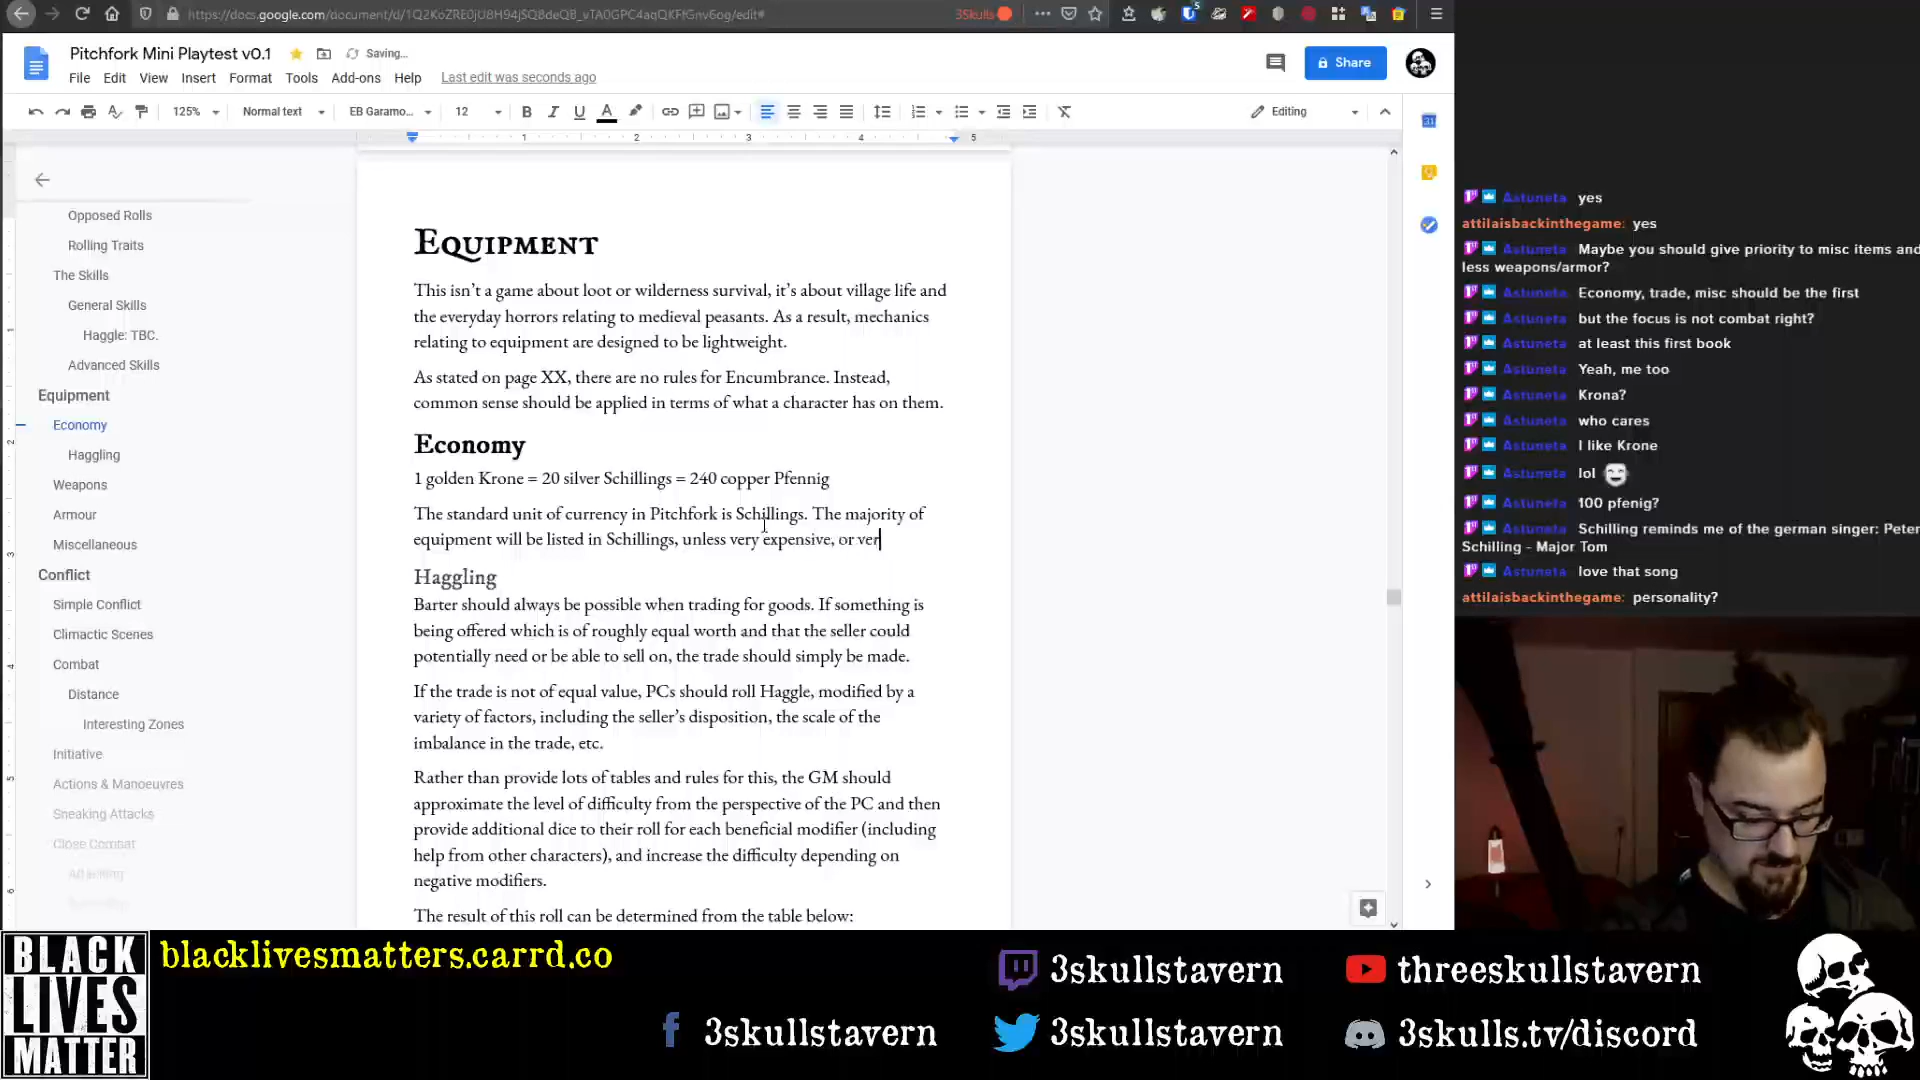 https://docs.google.com/document/d/1Q2KoZRE0jU8H94jSQ8deQB_vTA0GPC4aqQKFfGnv6og/edit#
3Skulls
5
Pitchfork Mini Playtest v0.1
Saving...
File Edit View Insert Format Tools Add-ons Help Last edit was seconds ago
Share
125% Normal text EB Garamo... 12 B I U A Editing
1 2 3 4 5
Opposed Rolls
Rolling Traits
The Skills
General Skills
Haggle: TBC.
Advanced Skills
Equipment
Economy
Haggling
Weapons
Armour
Miscellaneous
Conflict
Simple Conflict
Climactic Scenes
Combat
Distance
Interesting Zones
Initiative
Actions & Manoeuvres
Sneaking Attacks
Close Combat
1
2
3
4
5
6
Equipment
This isn't a game about loot or wilderness survival, it's about village life and
the everyday horrors relating to medieval peasants. As a result, mechanics
relating to equipment are designed to be lightweight.
As stated on page XX, there are no rules for Encumbrance. Instead,
common sense should be applied in terms of what a character has on them.
Economy
1 golden Krone = 20 silver Schillings = 240 copper Pfennig
The standard unit of currency in Pitchfork is Schillings. The majority of
equipment will be listed in Schillings, unless very expensive, or ver
Haggling
Barter should always be possible when trading for goods. If something is
being offered which is of roughly equal worth and that the seller could
potentially need or be able to sell on, the trade should simply be made.
If the trade is not of equal value, PCs should roll Haggle, modified by a
variety of factors, including the seller's disposition, the scale of the
imbalance in the trade, etc.
Rather than provide lots of tables and rules for this, the GM should
approximate the level of difficulty from the perspective of the PC and then
provide additional dice to their roll for each beneficial modifier (including
help from other characters), and increase the difficulty depending on
negative modifiers.
The result of this roll can be determined from the table below:
31
Astuneta yes
attilaisbackinthegame: yes
Astuneta Maybe you should give priority to misc items and
less weapons/armor?
Astuneta Economy, trade, misc should be the first
Astuneta but the focus is not combat right?
Astuneta at least this first book
Astuneta Yeah, me too
Astuneta Krona?
Astuneta who cares
Astuneta I like Krone
Astuneta lol
Astuneta 100 pfenig?
Astuneta Schilling reminds me of the german singer: Peter
Schilling - Major Tom
Astuneta love that song
attilaisbackinthegame: personality?
BLACK
LIVES
MATTER
blacklivesmatters.carrd.co
3skullstavern
threeskullstavern
3skullstavern
3skullstavern
3skulls.tv/discord